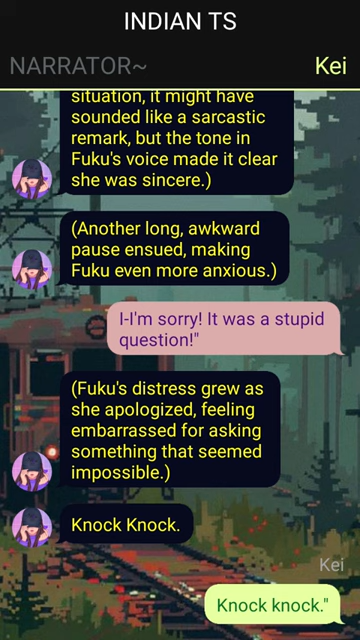 INDIAN TS
NARRATOR~
Kei
situation, it might have
sounded like a sarcastic
remark, but the tone in
Fuku's voice made it clear
she was sincere.)
(Another long, awkward
pause ensued, making
Fuku even more anxious.)
I-I'm sorry! It was a stupid
question!"
(Fuku's distress grew as
she apologized, feeling
embarrassed for asking
something that seemed
impossible.)
Knock Knock.
Kei
Knock knock."